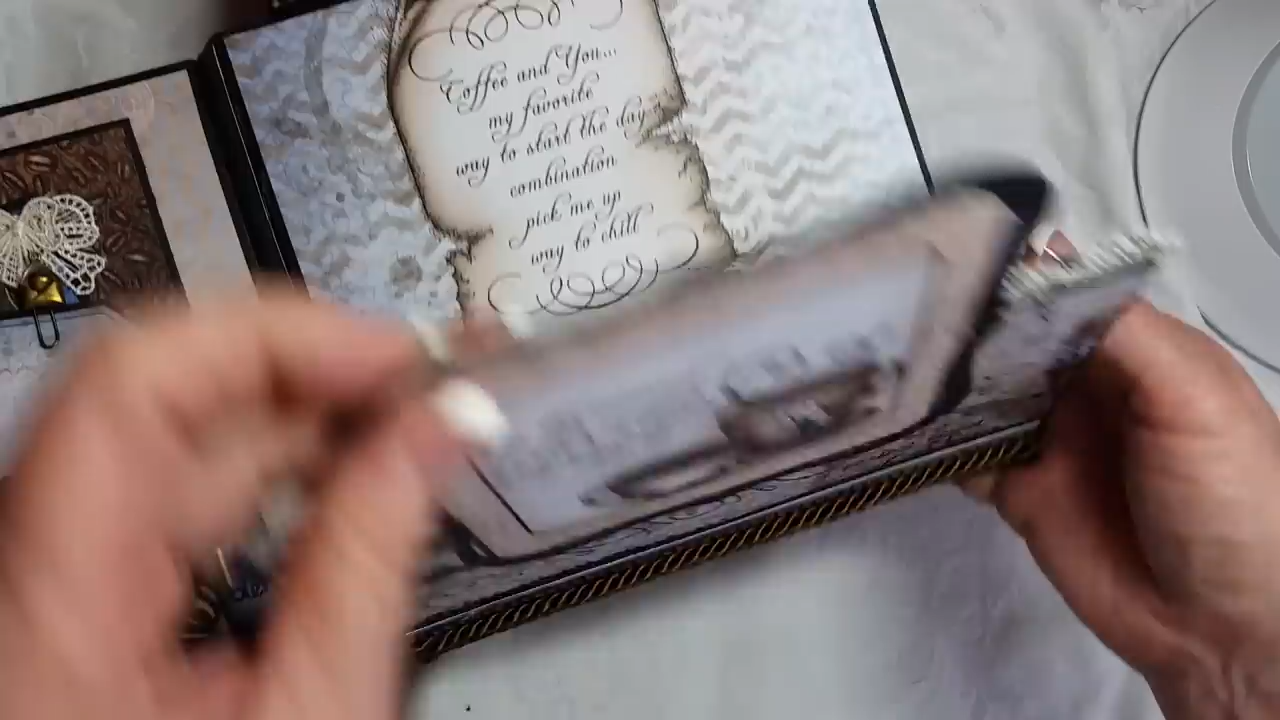 Coffee and You...
my favorite
way to start the day
combination
pick me up
way to chill